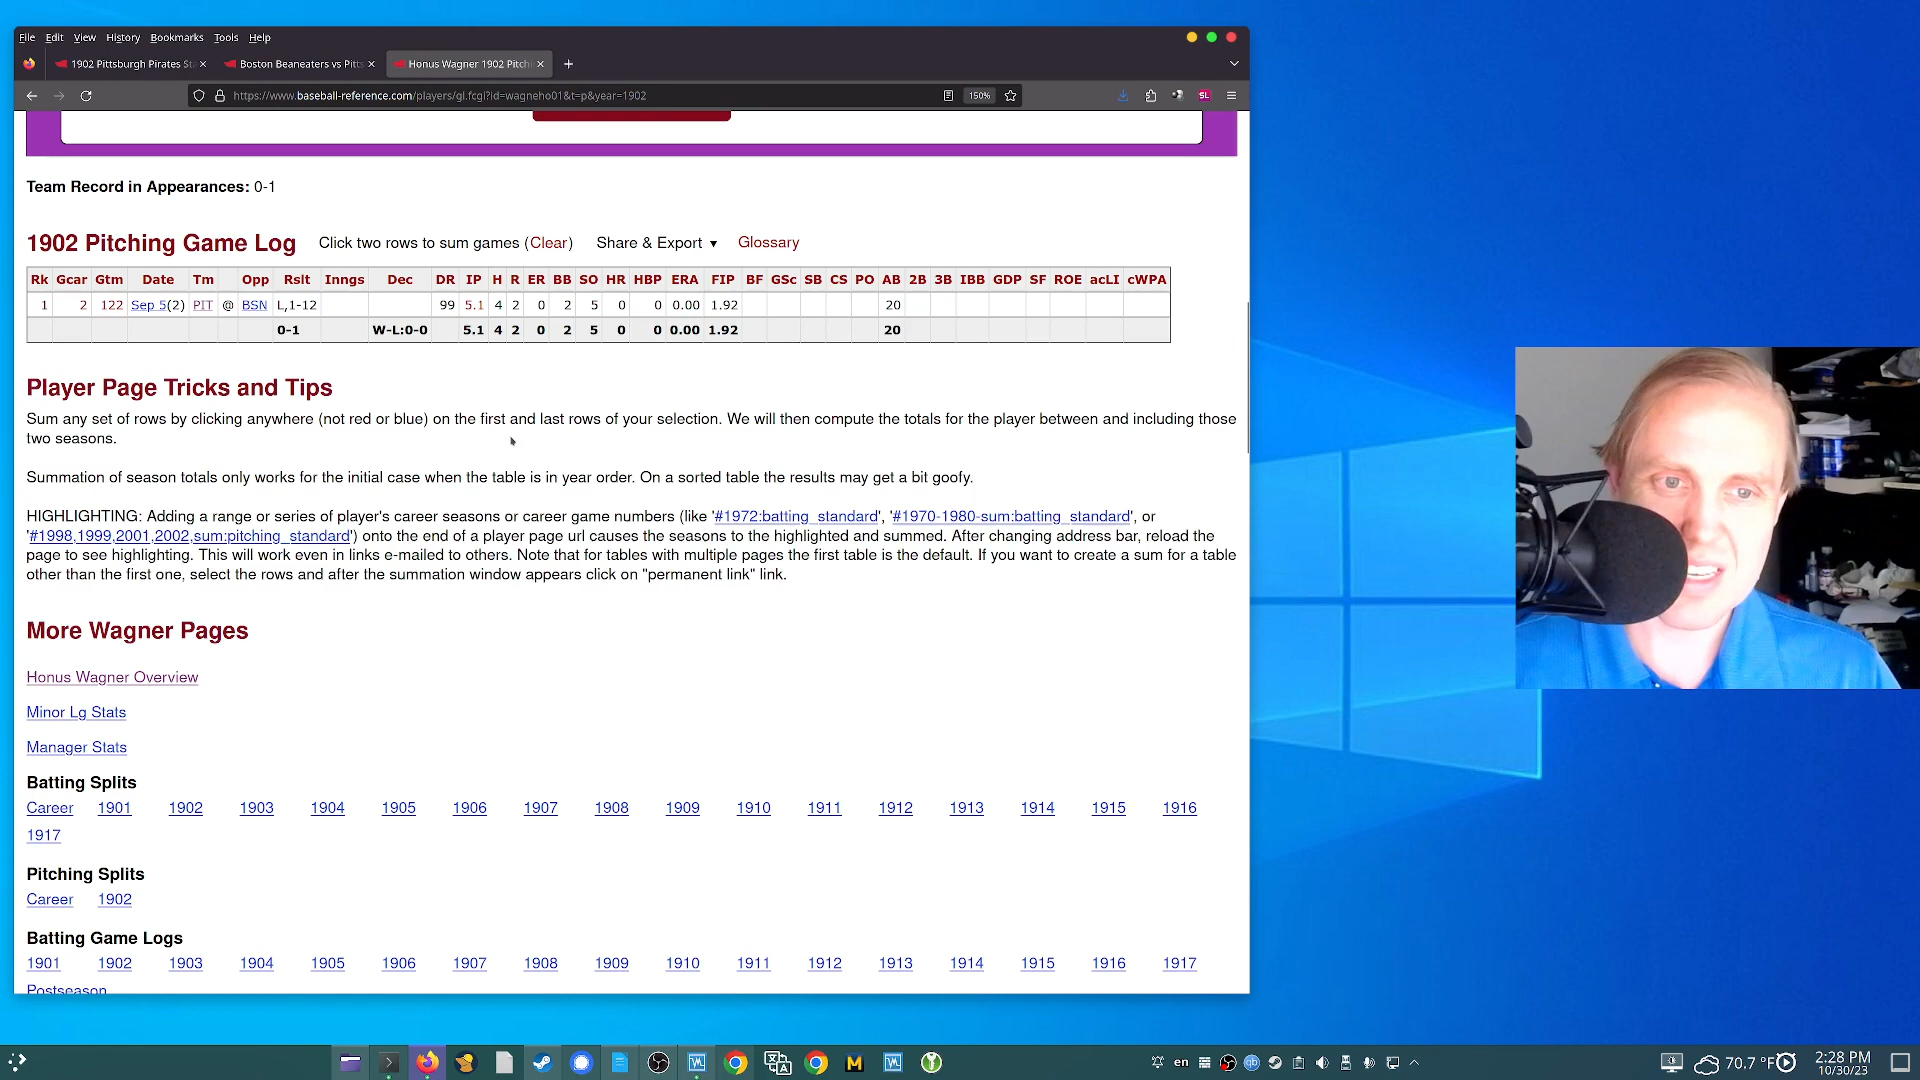 File Edit View History Bookmarks Tools Help
1902 Pittsburgh Pirates Sta
Boston Beaneaters vs Pitts
Honus Wagner 1902 Pitchi
https://www.baseball-reference.com/players/gl.fcgi?id=wagneho01&t=p&year=1902
150%
Team Record in Appearances: 0-1
1902 Pitching Game Log Click two rows to sum games (Clear) Share & Export ▼ Glossary
Rk Gcar Gtm Date Tm Opp Rslt Inngs Dec DR IP H R ER BB SO HR HBP ERA FIP BF GSc SB CS PO AB 2B 3B IBB GDP SF ROE acLI cWPA
1 2 122 Sep 5(2) PIT @ BSN L,1-12 99 5.1 4 2 0 2 5 0 0 0.00 1.92 20
0-1 W-L:0-0 5.1 4 2 0 2 5 0 0 0.00 1.92 20
Player Page Tricks and Tips
Sum any set of rows by clicking anywhere (not red or blue) on the first and last rows of your selection. We will then compute the totals for the player between and including those
two seasons.
Summation of season totals only works for the initial case when the table is in year order. On a sorted table the results may get a bit goofy.
HIGHLIGHTING: Adding a range or series of player's career seasons or career game numbers (like '#1972:batting_standard', '#1970-1980-sum:batting_standard', or
'#1998,1999,2001,2002,sum:pitching_standard') onto the end of a player page url causes the seasons to the highlighted and summed. After changing address bar, reload the
page to see highlighting. This will work even in links e-mailed to others. Note that for tables with multiple pages the first table is the default. If you want to create a sum for a table
other than the first one, select the rows and after the summation window appears click on "permanent link" link.
More Wagner Pages
Honus Wagner Overview
Minor Lg Stats
Manager Stats
Batting Splits
Career 1901 1902 1903 1904 1905 1906 1907 1908 1909 1910 1911 1912 1913 1914 1915 1916
1917
Pitching Splits
Career 1902
Batting Game Logs
1901 1902 1903 1904 1905 1906 1907 1908 1909 1910 1911 1912 1913 1914 1915 1916 1917
Postseason
en
70.7 °F
2:28 PM
10/30/23